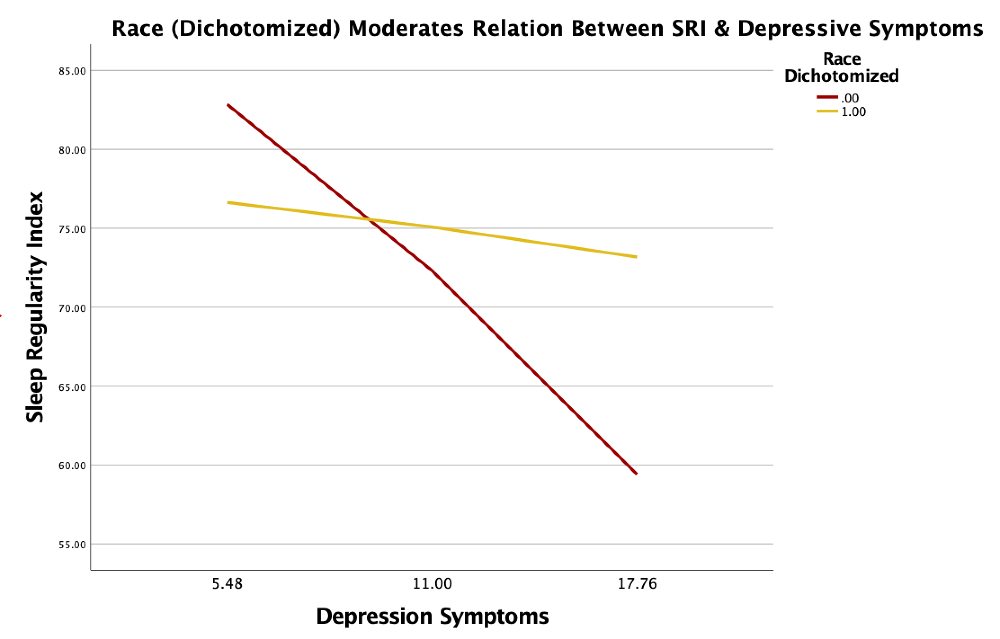 Race (Dichotomized) Moderates Relation Between SRI & Depressive Symptoms
Race
Dichotomized
.00
1.00
85.00
80.00
75.00
70.00
65.00
60.00
55.00
Sleep Regularity Index
5.48 11.00 17.76
Depression Symptoms